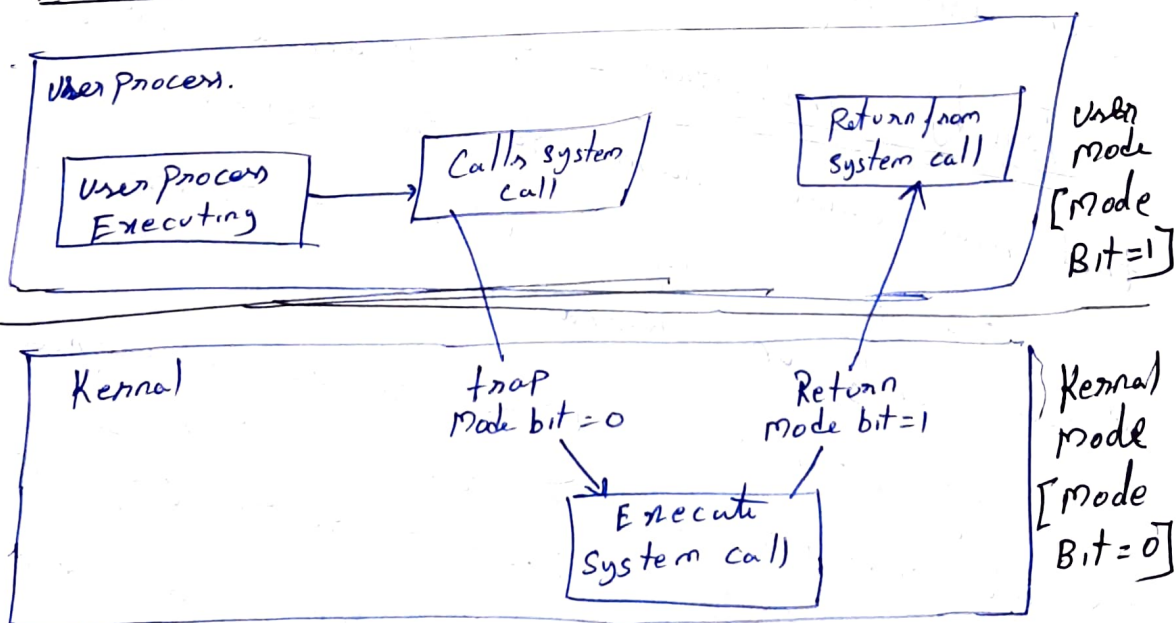 User Process.
User Process
Executing
Calls system
call
Return from
system call
User
mode
[Mode
Bit=1]
Kernal
trap
Mode bit = 0
Return
mode bit=1
Execute
System call
Kernal
mode
[Mode
Bit=0]